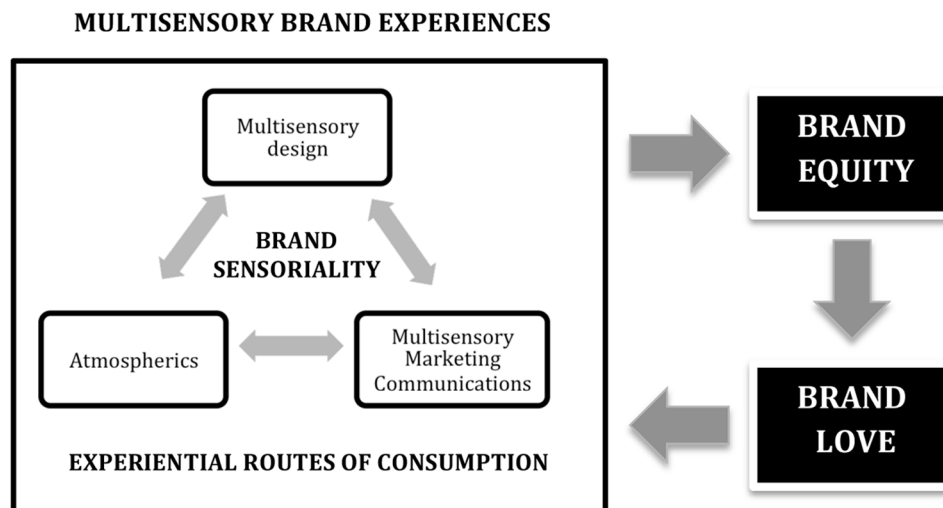 MULTISENSORY BRAND EXPERIENCES
Multisensory
design
BRAND
SENSORIALITY
Atmospherics
Multisensory
Marketing
Communications
EXPERIENTIAL ROUTES OF CONSUMPTION
BRAND
EQUITY
BRAND
LOVE